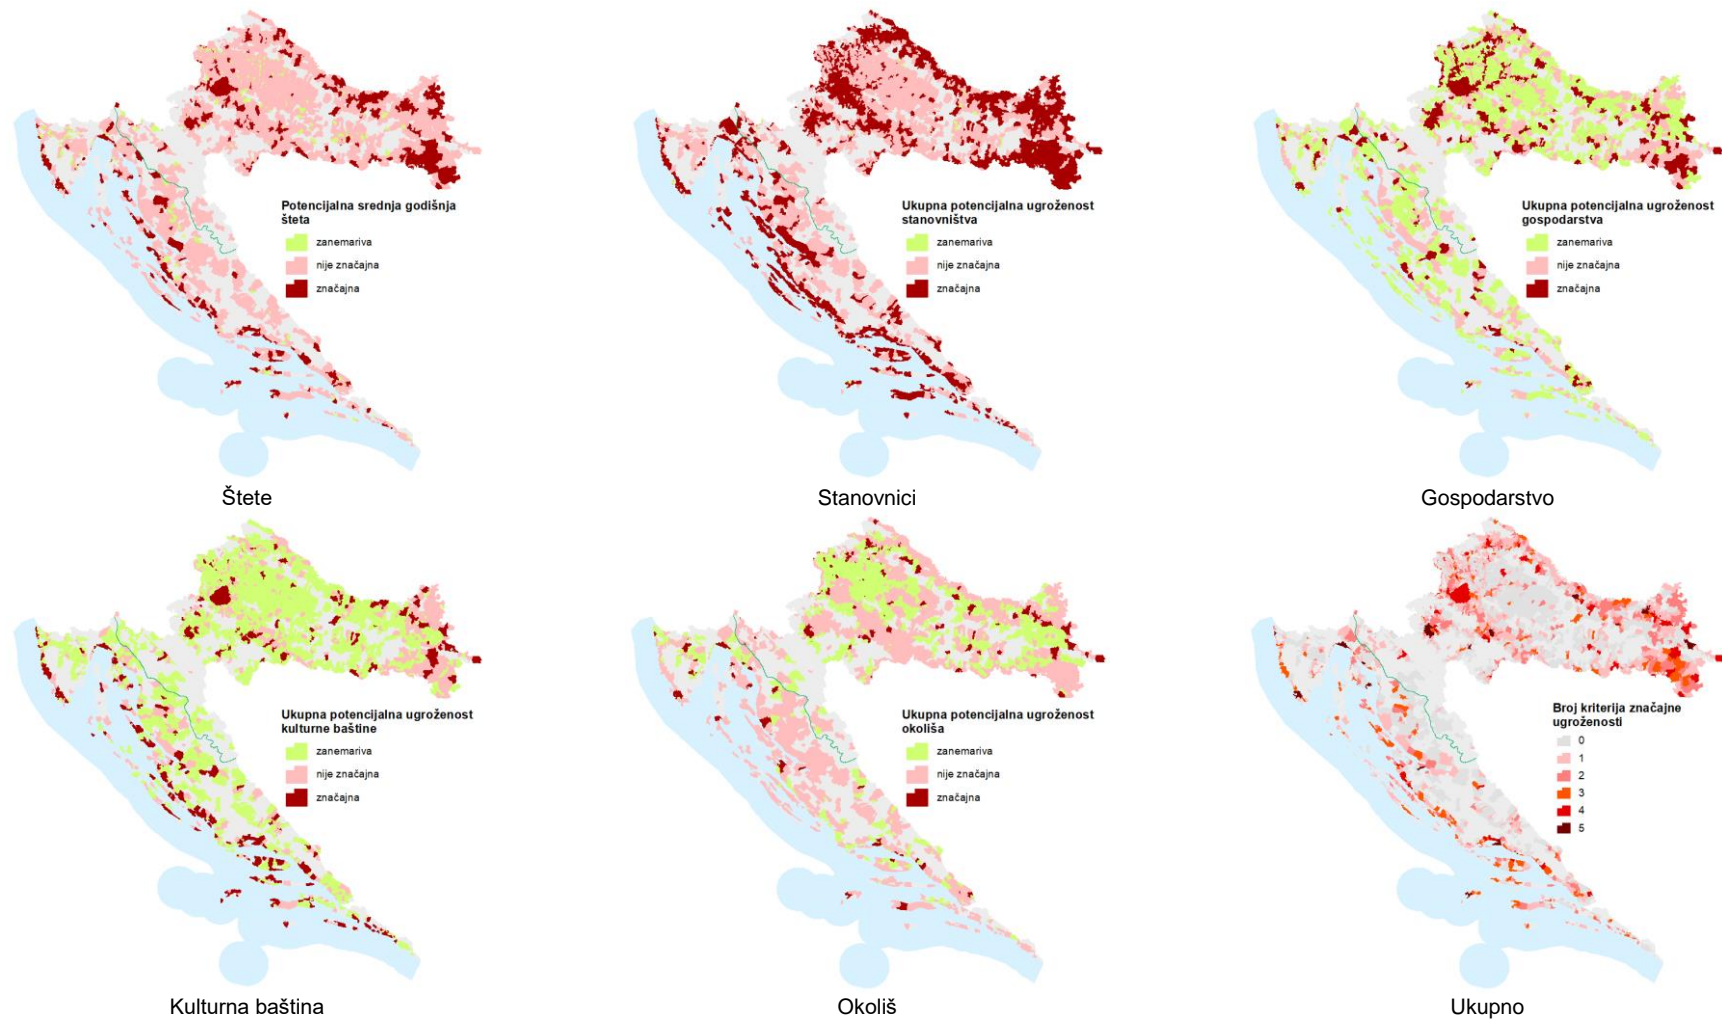 Potencijalna srednja godišnja
šteta
zanemariva
nije značajna
značajna
Štete
Ukupna potencijalna ugroženost
stanovništva
zanemariva
nije značajna
značajna
Stanovnici
Ukupna potencijalna ugroženost
gospodarstva
zanemariva
nije značajna
značajna
Gospodarstvo
Ukupna potencijalna ugroženost
kulturne baštine
zanemariva
nije značajna
značajna
Kulturna baština
Ukupna potencijalna ugroženost
okoliša
zanemariva
nije značajna
značajna
Okoliš
Broj kriterija značajne
ugroženosti
0
1
2
3
4
5
Ukupno